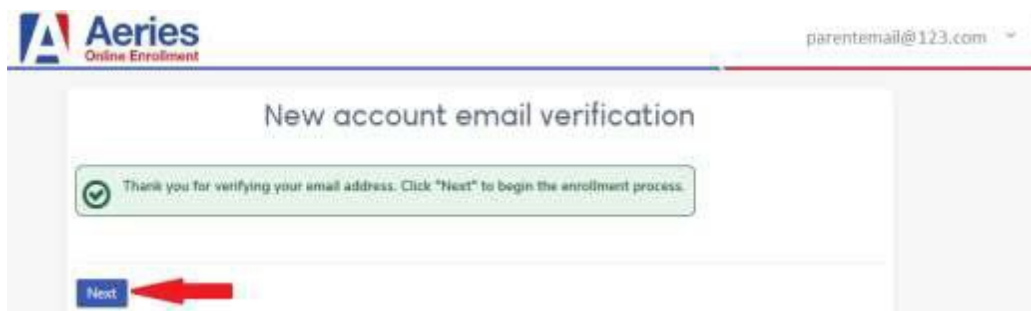 Aeries
Online Enrollment
parentemail@123.com
New account email verification
Thank you for verifying your email address. Click "Next" to begin the enrollment process.
Next